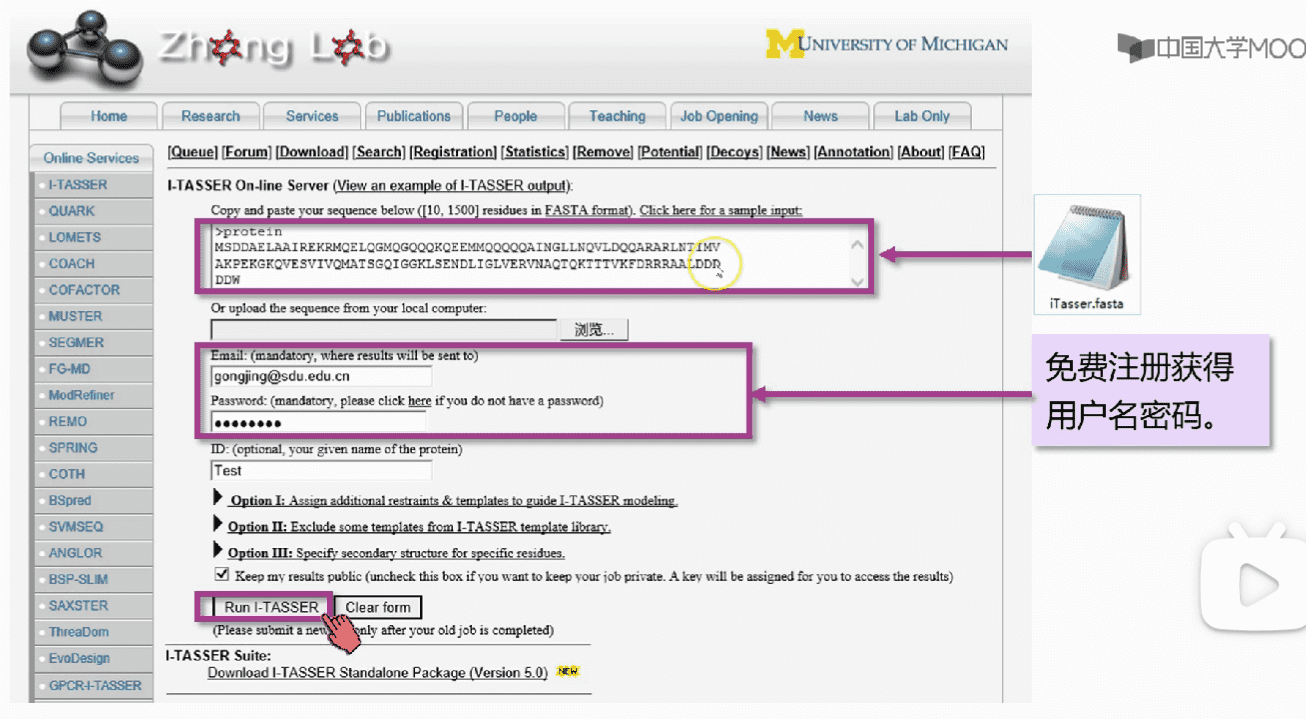 Zhang Lab
UNIVERSITY OF MICHIGAN
中国大学MOO
Home Research Services Publications People Teaching Job Opening News Lab Only
Online Services
I-TASSER
QUARK
LOMETS
COACH
COFACTOR
MUSTER
SEGMER
FG-MD
ModRefiner
REMO
SPRING
COTH
BSpred
SVMSEQ
ANGLOR
BSP-SLIM
SAXSTER
ThreaDom
EvoDesign
GPCR-I-TASSER
[Queue] [Forum] [Download] [Search] [Registration] [Statistics] [Remove] [Potential] [Decoys] [News] [Annotation] [About] [FAQ]
I-TASSER On-line Server (View an example of I-TASSER output):
Copy and paste your sequence below ([10, 1500] residues in FASTA format). Click here for a sample input:
>protein
MSDDAELAAIREKRMQELQGMQGQQQKQEEMMQQQQQAINGLLNQVLDQQARARLNTIMV
AKPEKGKQVESVIVQMATSGQIGGKLSENDLIGLVERVNAQTQKTTTVKFDRRRAALDDD
DDW
Or upload the sequence from your local computer:
浏览...
Email: (mandatory, where results will be sent to)
gongjing@sdu.edu.cn
Password: (mandatory, please click here if you do not have a password)
●●●●●●●●
ID: (optional, your given name of the protein)
Test
Option I: Assign additional restraints & templates to guide I-TASSER modeling.
Option II: Exclude some templates from I-TASSER template library.
Option III: Specify secondary structure for specific residues.
Keep my results public (uncheck this box if you want to keep your job private. A key will be assigned for you to access the results)
Run I-TASSER Clear form
(Please submit a new only after your old job is completed)
I-TASSER Suite:
Download I-TASSER Standalone Package (Version 5.0) NEW
iTasser.fasta
免费注册获得
用户名密码。